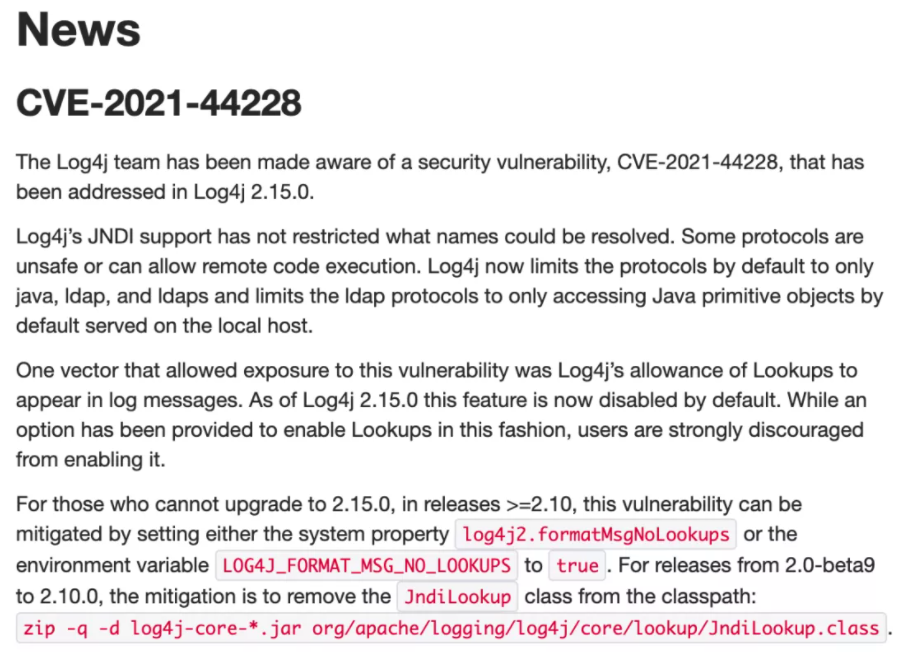 News
CVE-2021-44228
The Log4j team has been made aware of a security vulnerability, CVE-2021-44228, that has
been addressed in Log4j 2.15.0.
Log4j’s JNDI support has not restricted what names could be resolved. Some protocols are
unsafe or can allow remote code execution. Log4j now limits the protocols by default to only
java, ldap, and ldaps and limits the ldap protocols to only accessing Java primitive objects by
default served on the local host.
One vector that allowed exposure to this vulnerability was Log4j’s allowance of Lookups to
appear in log messages. As of Log4j 2.15.0 this feature is now disabled by default. While an
option has been provided to enable Lookups in this fashion, users are strongly discouraged
from enabling it.
For those who cannot upgrade to 2.15.0, in releases >=2.10, this vulnerability can be
mitigated by setting either the system property log4j2.formatMsgNoLookups or the
environment variable LOG4J_FORMAT_MSG_NO_LOOKUPS to true. For releases from 2.0-beta9
to 2.10.0, the mitigation is to remove the JndiLookup class from the classpath:
zip -q -d log4j-core-*.jar org/apache/logging/log4j/core/lookup/JndiLookup.class.